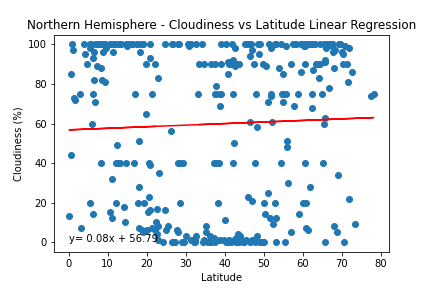 Northern Hemisphere - Cloudiness vs Latitude Linear Regression
100
80
60
40
20
0
Cloudiness (%)
y= 0.08x + 56.79
0 10 20 30 40 50 60 70 80
Latitude